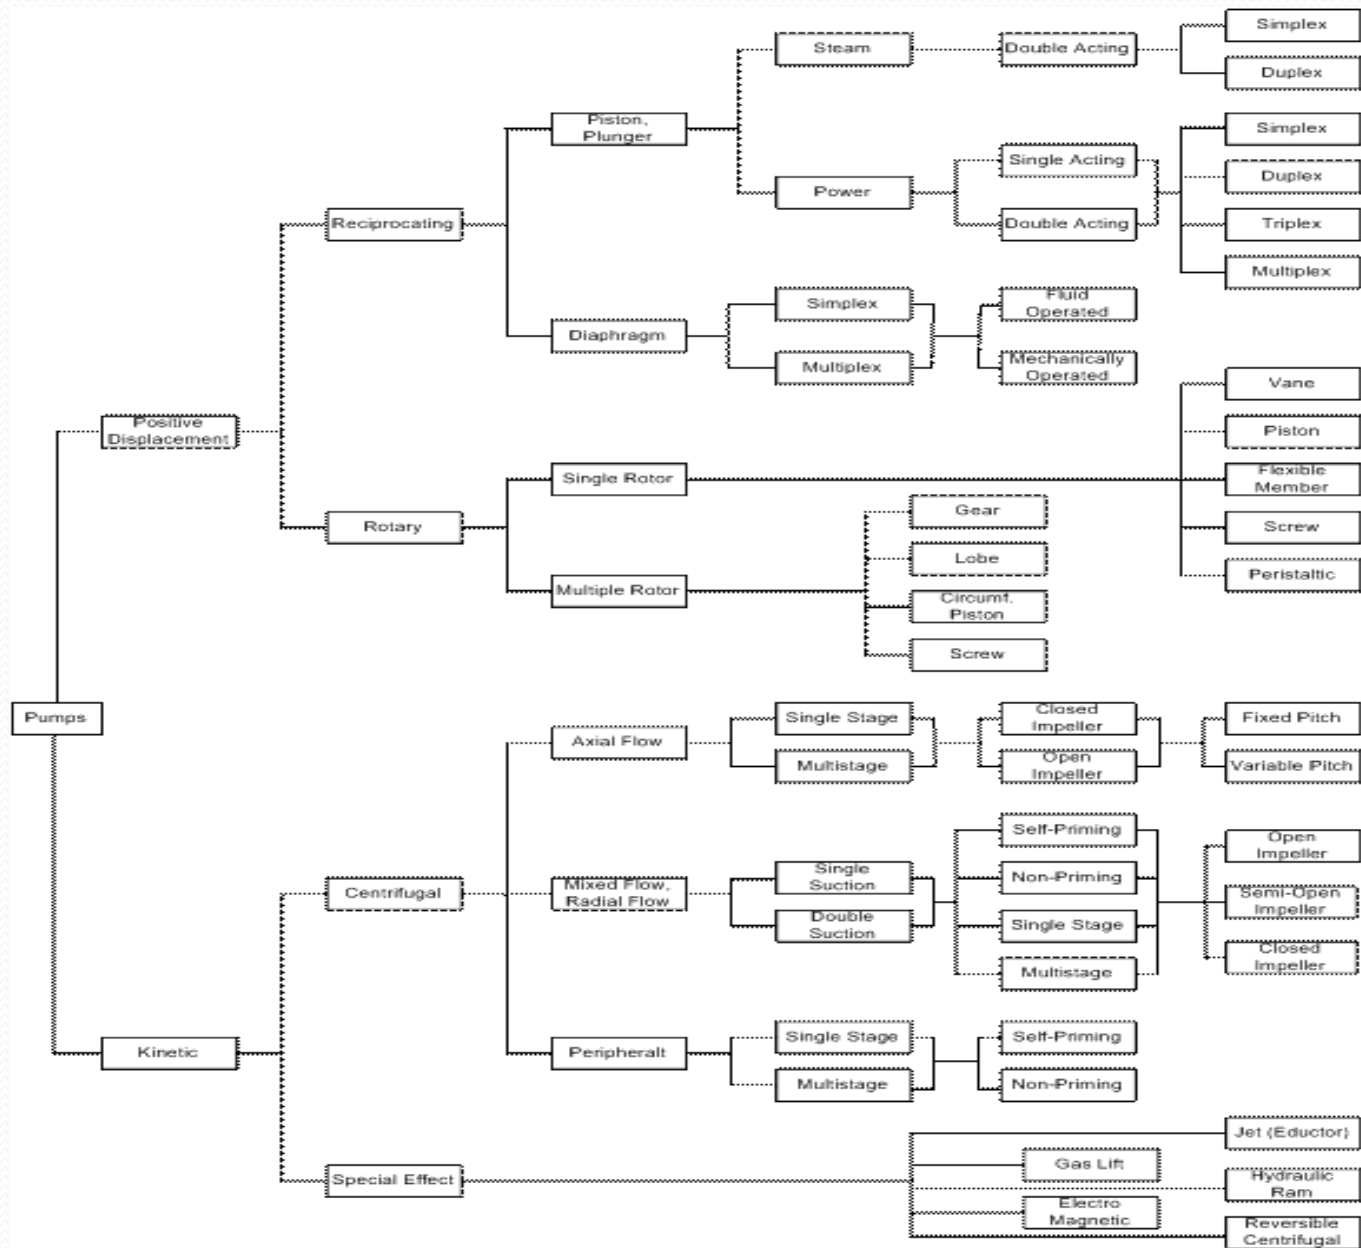 Simplex
Steam
Double Acting
Duplex
Piston,
Plunger
Simplex
Single Acting
Duplex
Power
Reciprocating
Double Acting
Triplex
Multiplex
Simplex
Fluid
Operated
Diaphragm
Multiplex
Mechanically
Operated
Vane
Positive
Displacement
Piston
Single Rotor
Flexible
Member
Gear
Rotary
Screw
Lobe
Peristaltic
Multiple Rotor
Circumf.
Piston
Screw
Pumps
Single Stage
Closed
Impeller
Fixed Pitch
Axial Flow
Multistage
Open
Impeller
Variable Pitch
Self-Priming
Open
Impeller
Single
Suction
Non-Priming
Centrifugal
Mixed Flow,
Radial Flow
Semi-Open
Impeller
Double
Suction
Single Stage
Closed
Impeller
Multistage
Single Stage
Self-Priming
Kinetic
Peripheralt
Multistage
Non-Priming
Jet (Eductor)
Gas Lift
Special Effect
Hydraulic
Ram
Electro
Magnetic
Reversible
Centrifugal